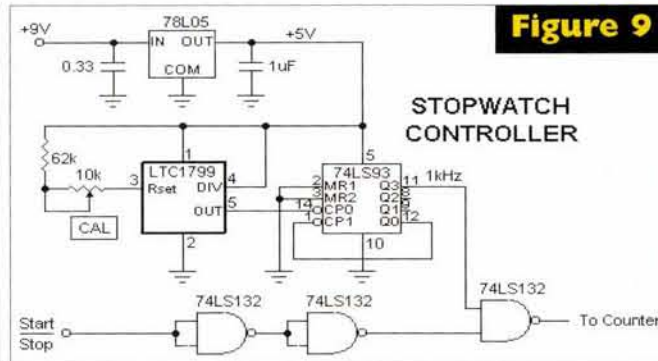 Figure 9
78L05
+9V
IN OUT
+5V
COM
0.33
1uF
STOPWATCH
CONTROLLER
62k
10k
CAL
1
LTC1799
3
Rset
DIV
4
OUT
5
2
5
74LS93
2
MR1
3
MR2
14
CP0
1
CP1
Q3
11
1kHz
Q2
Q1
Q0
12
10
74LS132
74LS132
74LS132
Start
Stop
To Counter